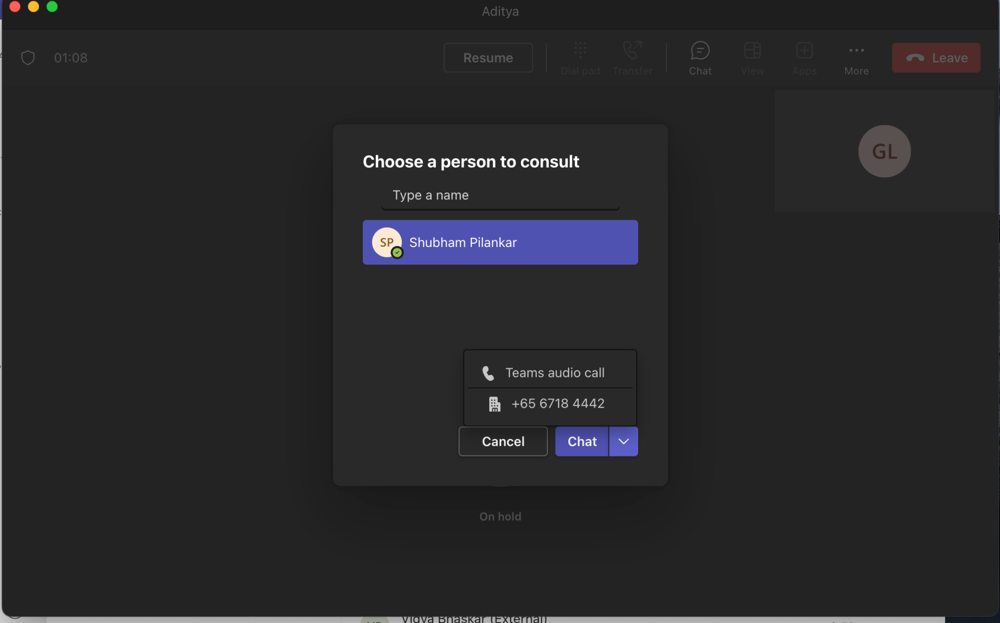 Aditya
01:08
Resume
Dial pad
Transfer
Chat
View
Apps
More
Leave
GL
Choose a person to consult
Type a name
SP
Shubham Pilankar
Teams audio call
+65 6718 4442
Cancel
Chat
On hold
Vidya Bhaskar (External)